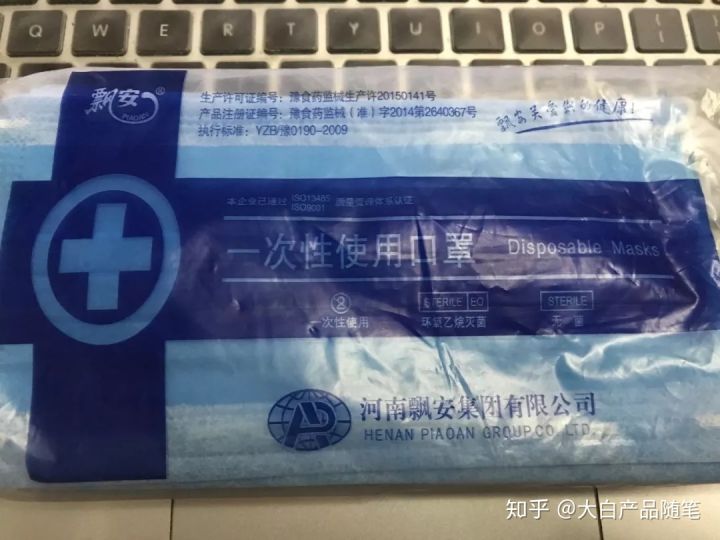 Q W E R T Y U I O P
飘安®
PIAOAN
生产许可证编号：豫食药监械生产许20150141号
产品注册证编号：豫食药监械（准）字2014第2640367号
执行标准：YZB/豫0190-2009
飘安关爱您的健康！
本企业已通过 ISO13485 ISO9001 质量管理体系认证
一次性使用口罩 Disposable Masks
② STERILE EO STERILE
一次性使用 环氧乙烷灭菌 无菌
河南飘安集团有限公司
HENAN PIAOAN GROUP CO. LTD.
知乎 @大白产品随笔